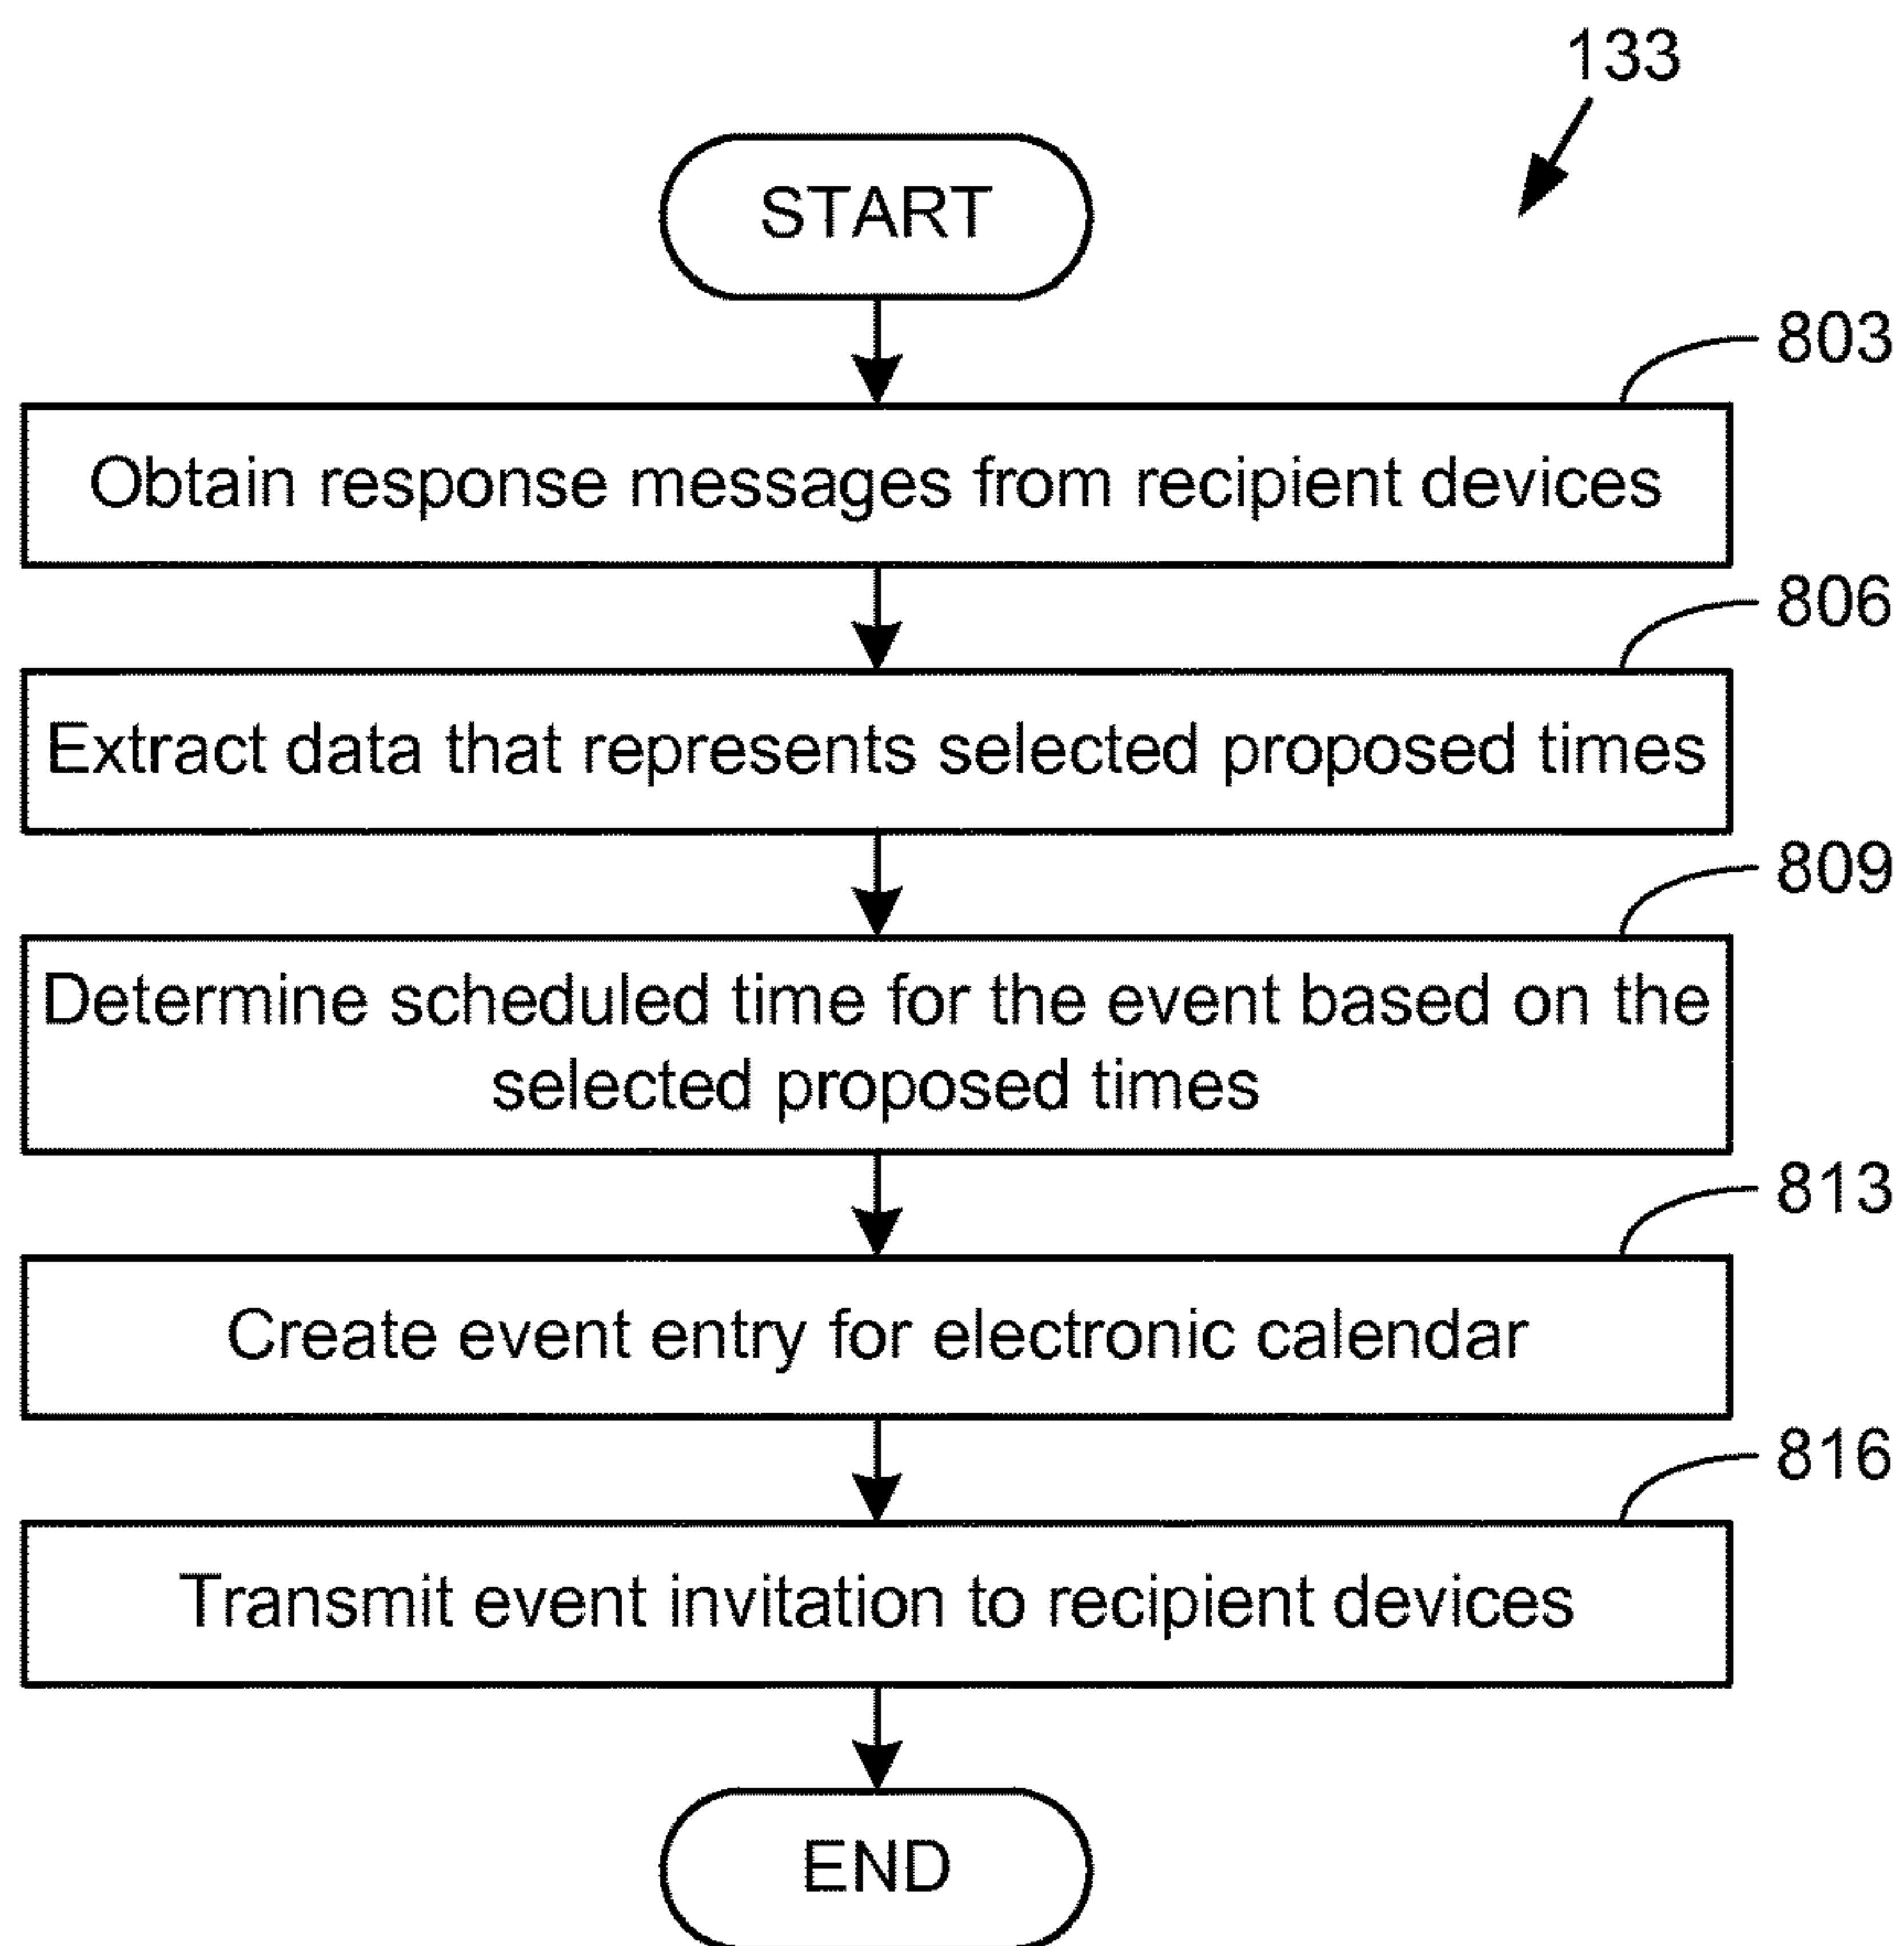 133
START
803
Obtain response messages from recipient devices
806
Extract data that represents selected proposed times
809
Determine scheduled time for the event based on the
selected proposed times
813
Create event entry for electronic calendar
816
Transmit event invitation to recipient devices
END